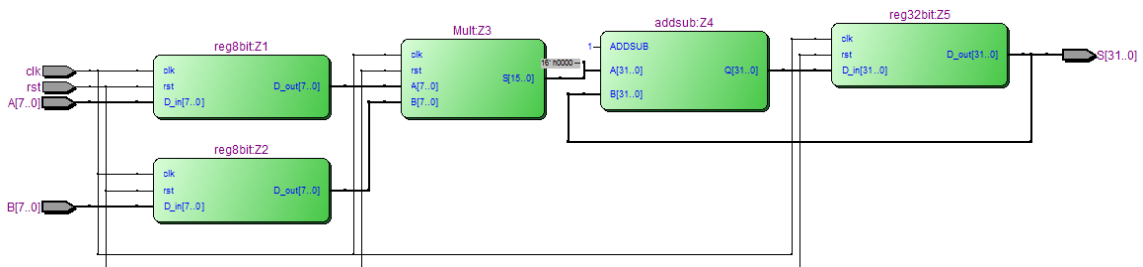 reg8bit:Z1
clk
rst
D_in[7..0]
D_out[7..0]
clk
rst
A[7..0]
reg8bit:Z2
clk
rst
D_in[7..0]
D_out[7..0]
B[7..0]
Mult:Z3
clk
rst
A[7..0]
B[7..0]
S[15..0]
16' h0000 --
addsub:Z4
1
ADDSUB
A[31..0]
B[31..0]
Q[31..0]
reg32bit:Z5
clk
rst
D_in[31..0]
D_out[31..0]
S[31..0]